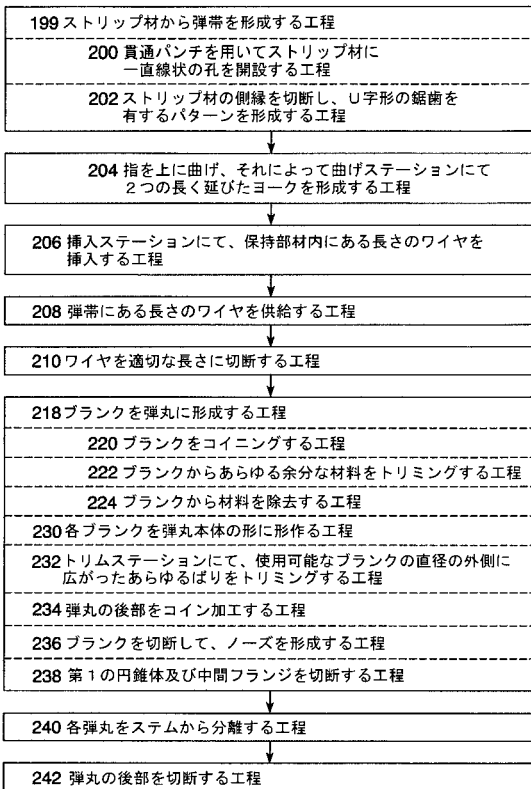 199 ストリップ材から弾帯を形成する工程
200 貫通パンチを用いてストリップ材に
一直線状の孔を開設する工程
202 ストリップ材の側縁を切断し、U字形の鋸歯を
有するパターンを形成する工程
204 指を上に曲げ、それによって曲げステーションにて
2つの長く延びたヨークを形成する工程
206 挿入ステーションにて、保持部材内にある長さのワイヤを
挿入する工程
208 弾帯にある長さのワイヤを供給する工程
210 ワイヤを適切な長さに切断する工程
218 ブランクを弾丸に形成する工程
220 ブランクをコイニングする工程
222 ブランクからあらゆる余分な材料をトリミングする工程
224 ブランクから材料を除去する工程
230 各ブランクを弾丸本体の形に形作る工程
232 トリムステーションにて、使用可能なブランクの直径の外側に
広がったあらゆるばりをトリミングする工程
234 弾丸の後部をコイン加工する工程
236 ブランクを切断して、ノーズを形成する工程
238 第1の円錐体及び中間フランジを切断する工程
240 各弾丸をステムから分離する工程
242 弾丸の後部を切断する工程